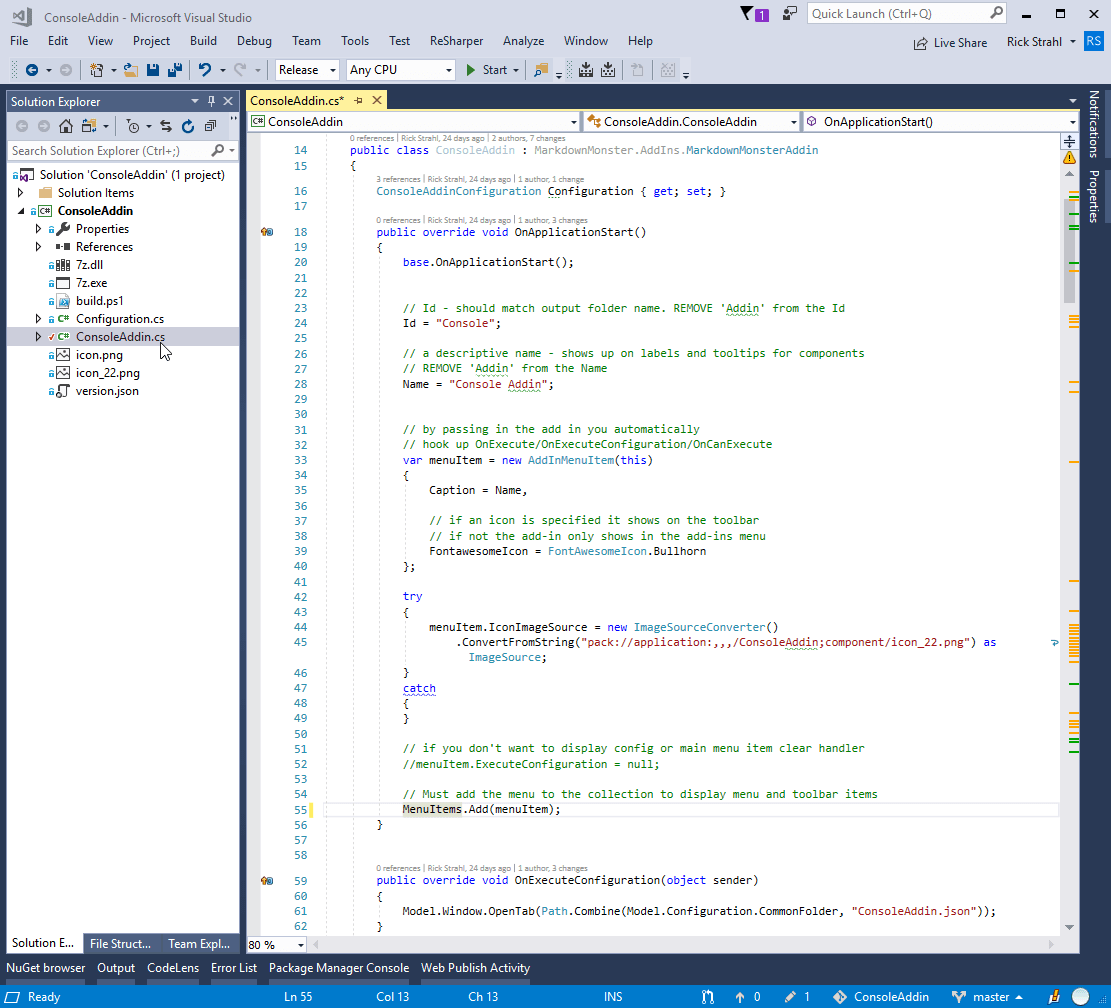 ConsoleAddin - Microsoft Visual Studio
1
Quick Launch (Ctrl+Q)
File Edit View Project Build Debug Team Tools Test ReSharper Analyze Window Help
Live Share Rick Strahl RS
Release Any CPU Start
Solution Explorer
Search Solution Explorer (Ctrl+;)
Solution 'ConsoleAddin' (1 project)
Solution Items
ConsoleAddin
Properties
References
7z.dll
7z.exe
build.ps1
Configuration.cs
ConsoleAddin.cs
icon.png
icon_22.png
version.json
Solution E... File Struct... Team Expl...
ConsoleAddin.cs*
ConsoleAddin ConsoleAddin.ConsoleAddin OnApplicationStart()
0 references | Rick Strahl, 24 days ago | 2 authors, 7 changes
14 public class ConsoleAddin : MarkdownMonster.AddIns.MarkdownMonsterAddin
15 {
3 references | Rick Strahl, 24 days ago | 1 author, 1 change
16 ConsoleAddinConfiguration Configuration { get; set; }
17
0 references | Rick Strahl, 24 days ago | 1 author, 3 changes
18 public override void OnApplicationStart()
19 {
20 base.OnApplicationStart();
21
22
23 // Id - should match output folder name. REMOVE 'Addin' from the Id
24 Id = "Console";
25
26 // a descriptive name - shows up on labels and tooltips for components
27 // REMOVE 'Addin' from the Name
28 Name = "Console Addin";
29
30
31 // by passing in the add in you automatically
32 // hook up OnExecute/OnExecuteConfiguration/OnCanExecute
33 var menuItem = new AddInMenuItem(this)
34 {
35 Caption = Name,
36
37 // if an icon is specified it shows on the toolbar
38 // if not the add-in only shows in the add-ins menu
39 FontawesomeIcon = FontAwesomeIcon.Bullhorn
40 };
41
42 try
43 {
44 menuItem.IconImageSource = new ImageSourceConverter()
45 .ConvertFromString("pack://application:,,,/ConsoleAddin;component/icon_22.png") as
ImageSource;
46 }
47 catch
48 {
49 }
50
51 // if you don't want to display config or main menu item clear handler
52 //menuItem.ExecuteConfiguration = null;
53
54 // Must add the menu to the collection to display menu and toolbar items
55 MenuItems.Add(menuItem);
56 }
57
58
0 references | Rick Strahl, 24 days ago | 1 author, 3 changes
59 public override void OnExecuteConfiguration(object sender)
60 {
61 Model.Window.OpenTab(Path.Combine(Model.Configuration.CommonFolder, "ConsoleAddin.json"));
62 }
80 %
Notifications
Properties
NuGet browser Output CodeLens Error List Package Manager Console Web Publish Activity
Ready Ln 55 Col 13 Ch 13 INS 0 1 ConsoleAddin master